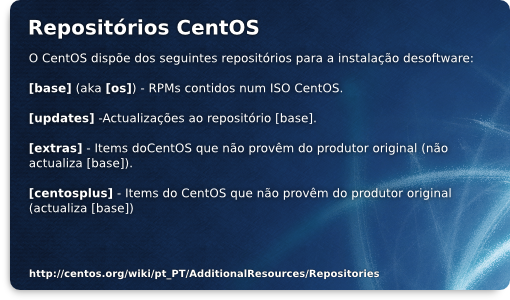 Repositórios CentOS
O CentOS dispõe dos seguintes repositórios para a instalação desoftware:
[base] (aka [os]) - RPMs contidos num ISO CentOS.
[updates] -Actualizações ao repositório [base].
[extras] - Items doCentOS que não provêm do produtor original (não
actualiza [base]).
[centosplus] - Items do CentOS que não provêm do produtor original
(actualiza [base])
http://centos.org/wiki/pt_PT/AdditionalResources/Repositories